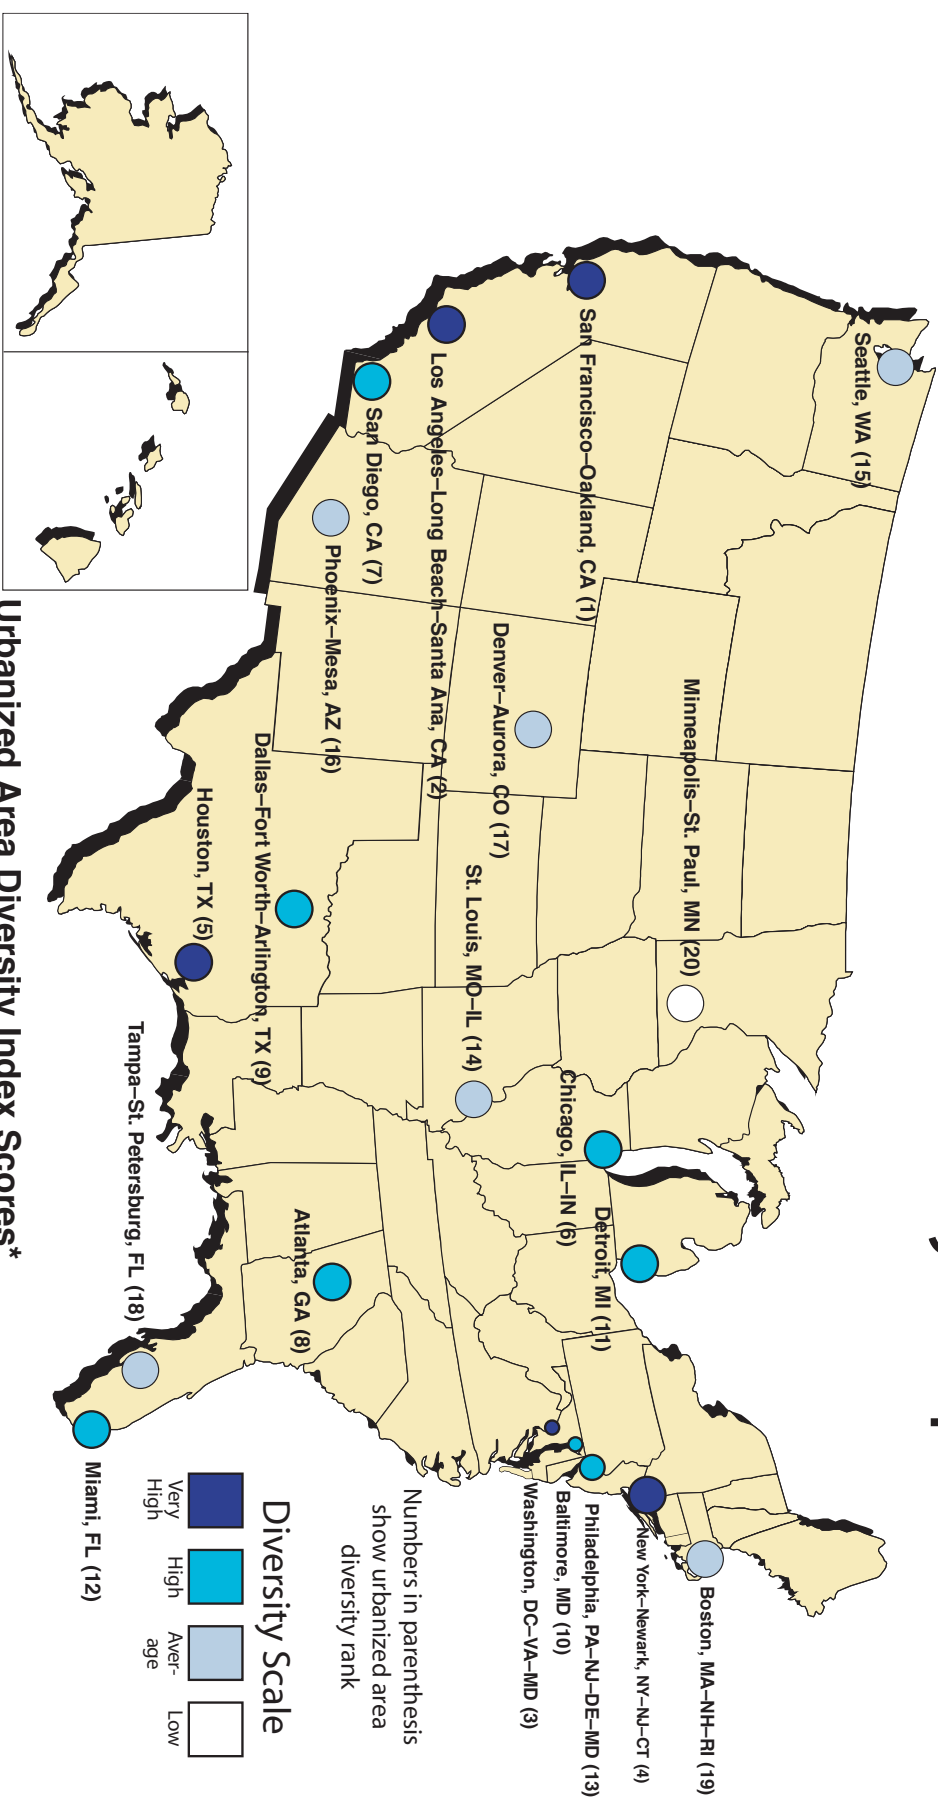 Seattle, WA (15)
San Francisco–Oakland, CA (1)
Minneapolis–St. Paul, MN (20)
Boston, MA–NH–RI (19)
New York–Newark, NY–NJ–CT (4)
Detroit, MI (11)
Philadelphia, PA–NJ–DE–MD (13)
Chicago, IL–IN (6)
Baltimore, MD (10)
Washington, DC–VA–MD (3)
Denver–Aurora, CO (17)
St. Louis, MO–IL (14)
Los Angeles–Long Beach–Santa Ana, CA (2)
San Diego, CA (7)
Phoenix–Mesa, AZ (16)
Atlanta, GA (8)
Dallas–Fort Worth–Arlington, TX (9)
Houston, TX (5)
Tampa–St. Petersburg, FL (18)
Miami, FL (12)
Numbers in parenthesis
show urbanized area
diversity rank
Diversity Scale
Very
High
High
Aver-
age
Low
Urbanized Area Diversity Index Scores*